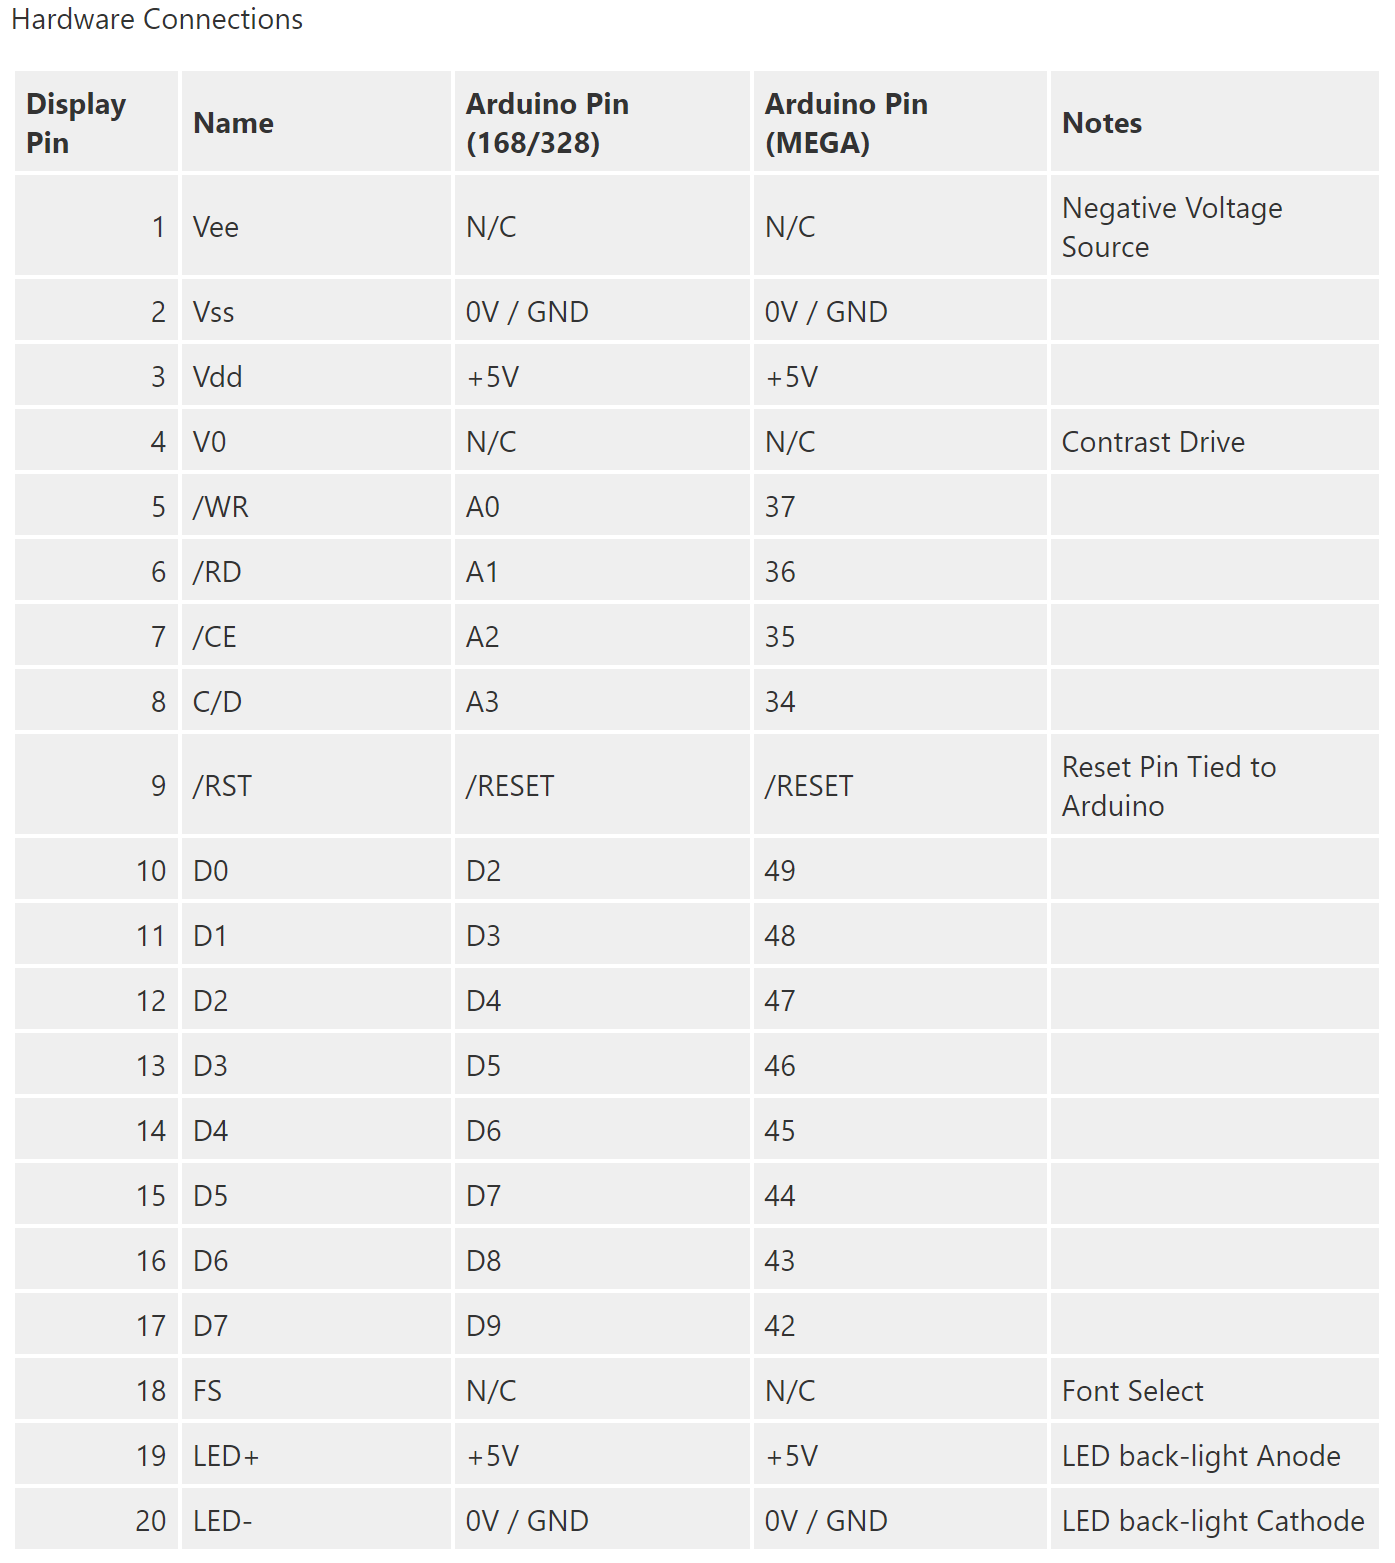 Hardware Connections
Display Pin Name Arduino Pin (168/328) Arduino Pin (MEGA) Notes
1 Vee N/C N/C Negative Voltage Source
2 Vss 0V / GND 0V / GND
3 Vdd +5V +5V
4 V0 N/C N/C Contrast Drive
5 /WR A0 37
6 /RD A1 36
7 /CE A2 35
8 C/D A3 34
9 /RST /RESET /RESET Reset Pin Tied to Arduino
10 D0 D2 49
11 D1 D3 48
12 D2 D4 47
13 D3 D5 46
14 D4 D6 45
15 D5 D7 44
16 D6 D8 43
17 D7 D9 42
18 FS N/C N/C Font Select
19 LED+ +5V +5V LED back-light Anode
20 LED- 0V / GND 0V / GND LED back-light Cathode